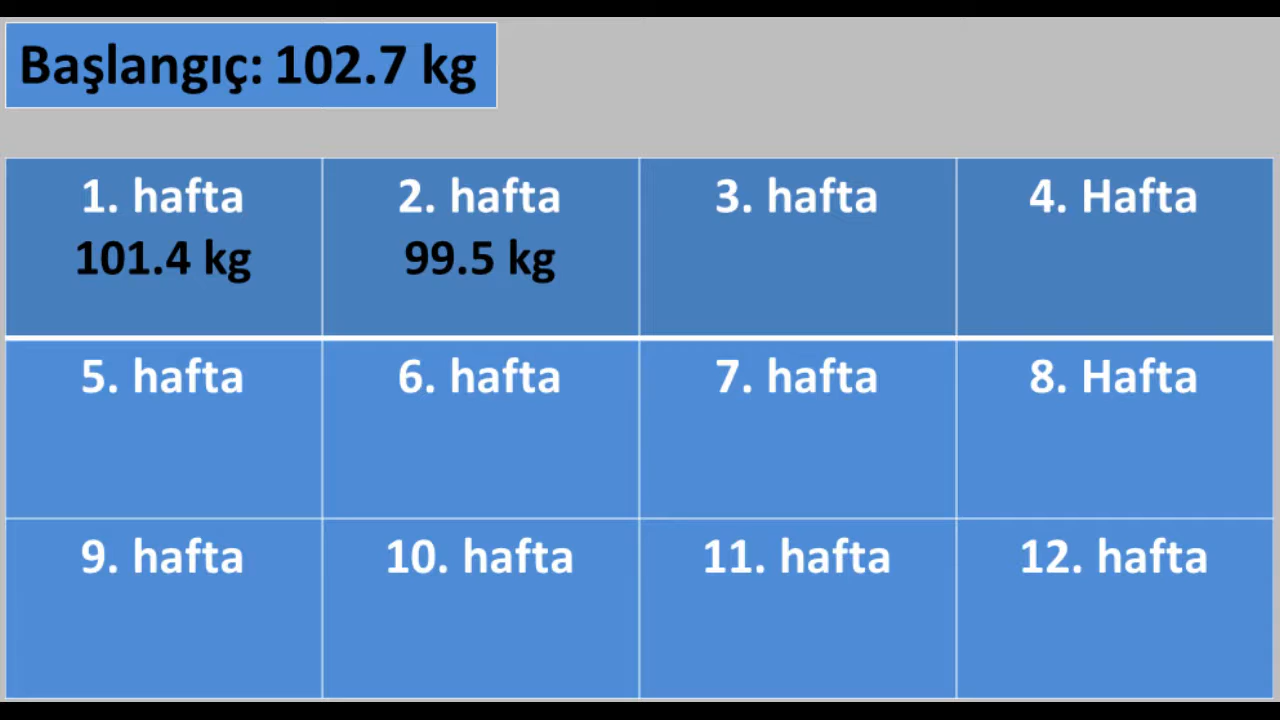 Başlangıç: 102.7 kg
1. hafta
101.4 kg
2. hafta
99.5 kg
3. hafta
4. Hafta
5. hafta
6. hafta
7. hafta
8. Hafta
9. hafta
10. hafta
11. hafta
12. hafta